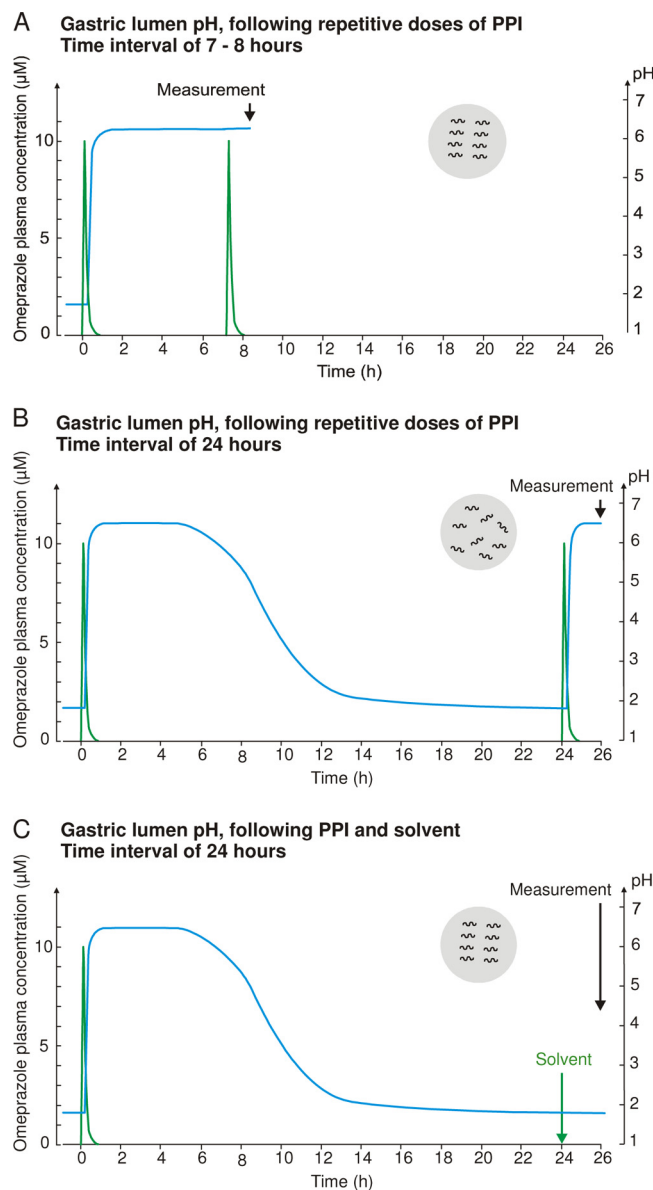 A
Gastric lumen pH, following repetitive doses of PPI
Time interval of 7 - 8 hours
Omeprazole plasma concentration (µM)
pH
Measurement
10
5
0
7
6
5
4
3
2
1
0 2 4 6 8 10 12 14 16 18 20 22 24 26
Time (h)
B
Gastric lumen pH, following repetitive doses of PPI
Time interval of 24 hours
Omeprazole plasma concentration (µM)
pH
Measurement
10
5
0
7
6
5
4
3
2
1
0 2 4 6 8 10 12 14 16 18 20 22 24 26
Time (h)
C
Gastric lumen pH, following PPI and solvent
Time interval of 24 hours
Omeprazole plasma concentration (µM)
pH
Measurement
Solvent
10
5
0
7
6
5
4
3
2
1
0 2 4 6 8 10 12 14 16 18 20 22 24 26
Time (h)